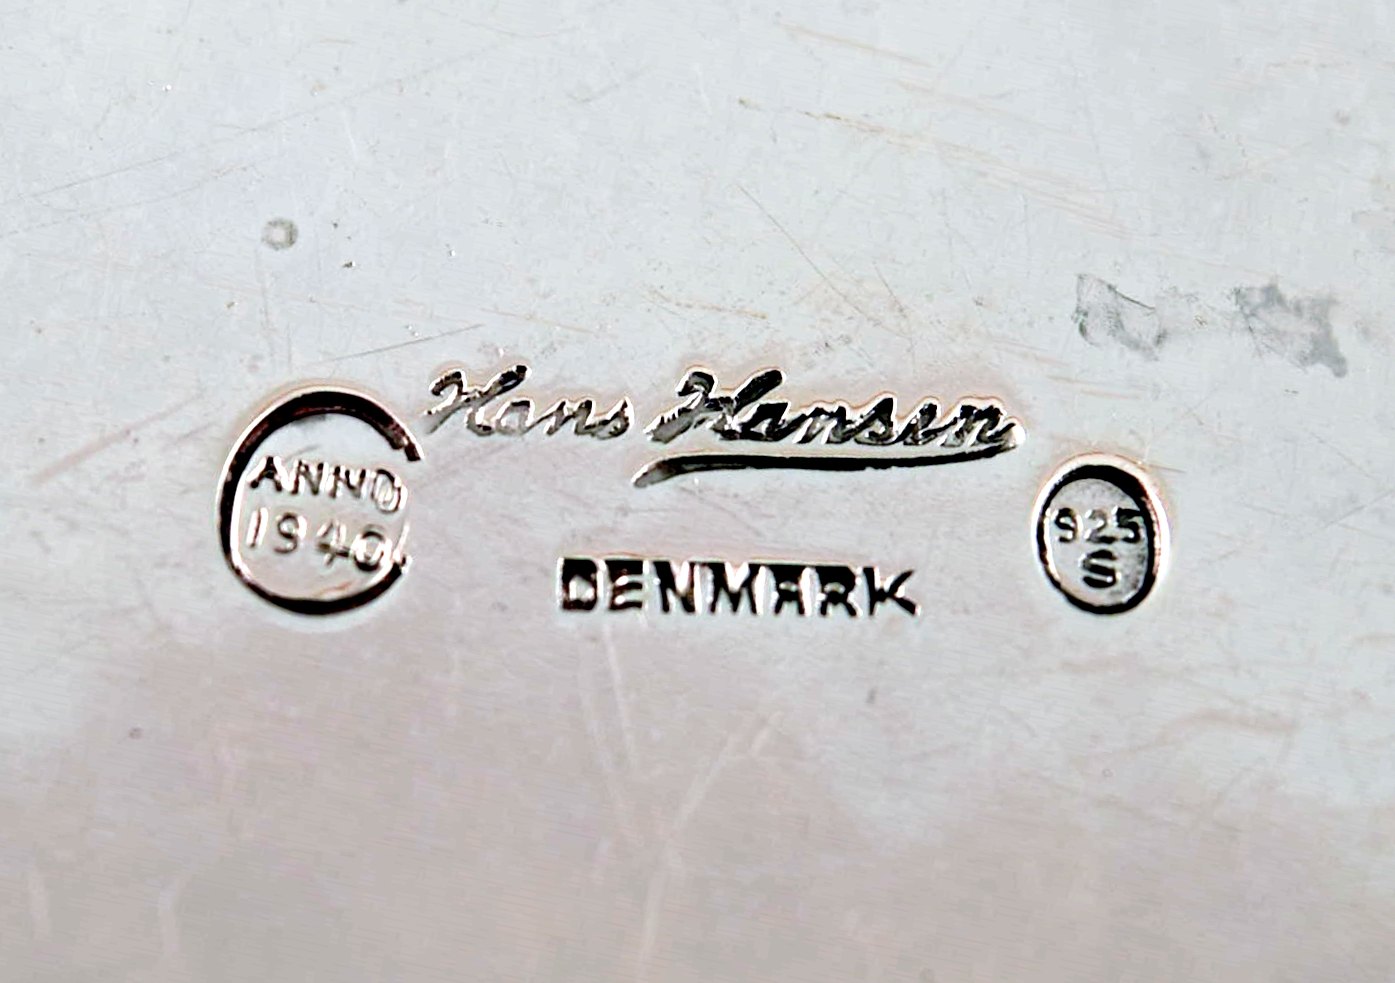 Hans Hansen
ANNO
1940
DENMARK
925
S